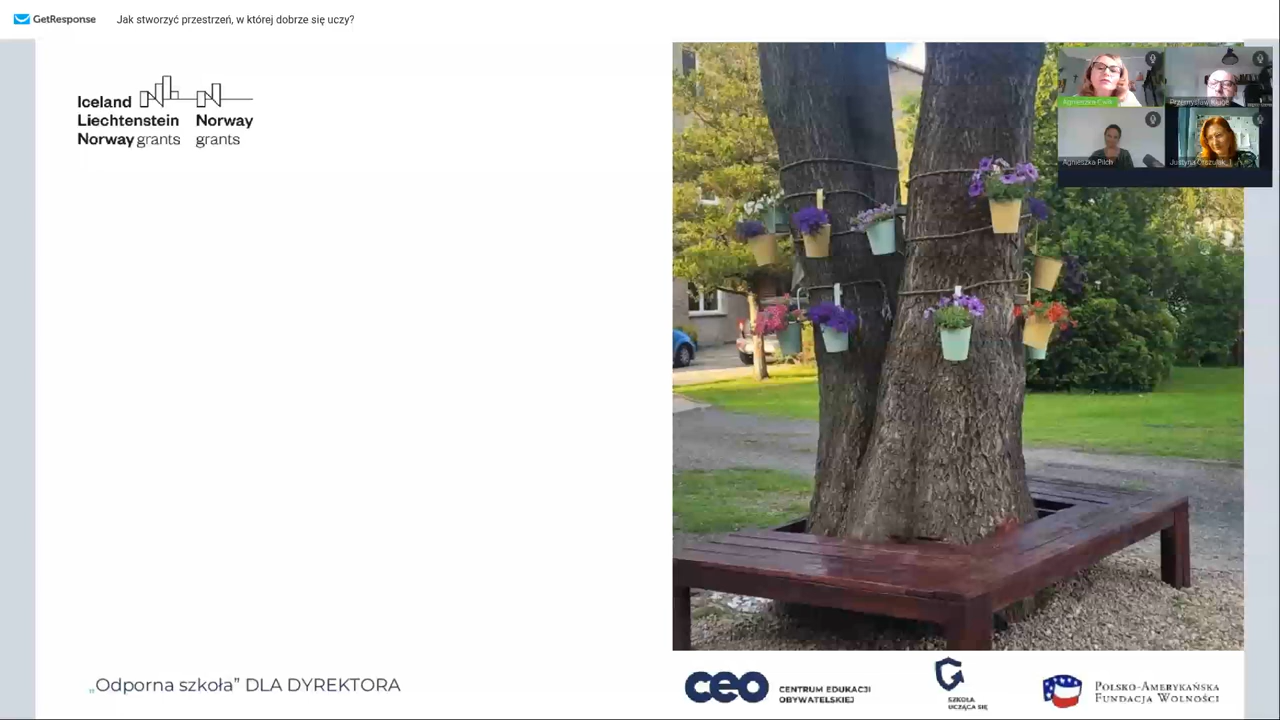 GetResponse Jak stworzyć przestrzeń, w której dobrze się uczy?
Iceland
Liechtenstein Norway
Norway grants grants
Agnieszka Pilch
„Odporna szkoła” DLA DYREKTORA
ceo CENTRUM EDUKACJI
OBYWATELSKIEJ
SZKOŁA
UCZĄCA SIĘ
POLSKO-AMERYKAŃSKA
FUNDACJA WOLNOŚCI